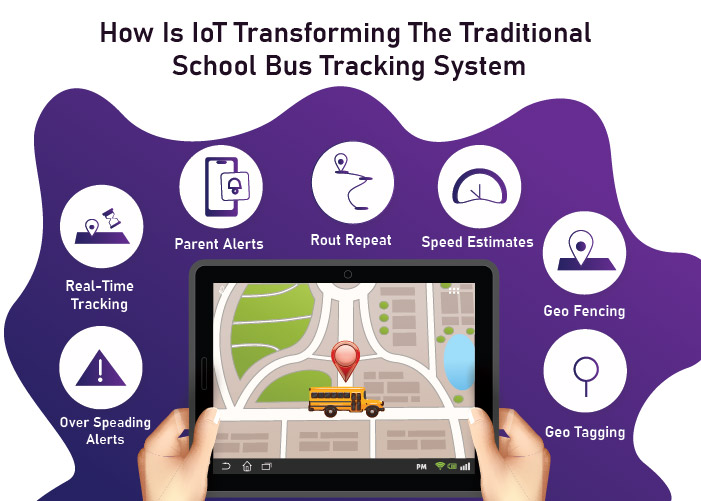 How Is IoT Transforming The Traditional
School Bus Tracking System
Parent Alerts
Rout Repeat
Speed Estimates
Real-Time
Tracking
Geo Fencing
Over Speading
Alerts
Geo Tagging
PM